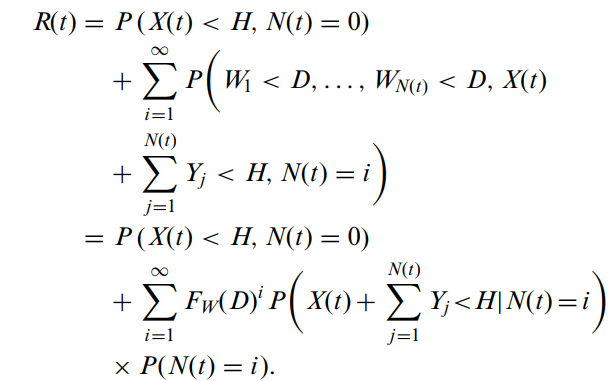 R(t) = P(X(t) < H, N(t) = 0)
+ ∑_{i=1}^{∞} P( W_1 < D, . . . , W_{N(t)} < D, X(t)
+ ∑_{j=1}^{N(t)} Y_j < H, N(t) = i )
= P(X(t) < H, N(t) = 0)
+ ∑_{i=1}^{∞} F_W(D)^i P( X(t) + ∑_{j=1}^{N(t)} Y_j < H | N(t) = i )
× P(N(t) = i).